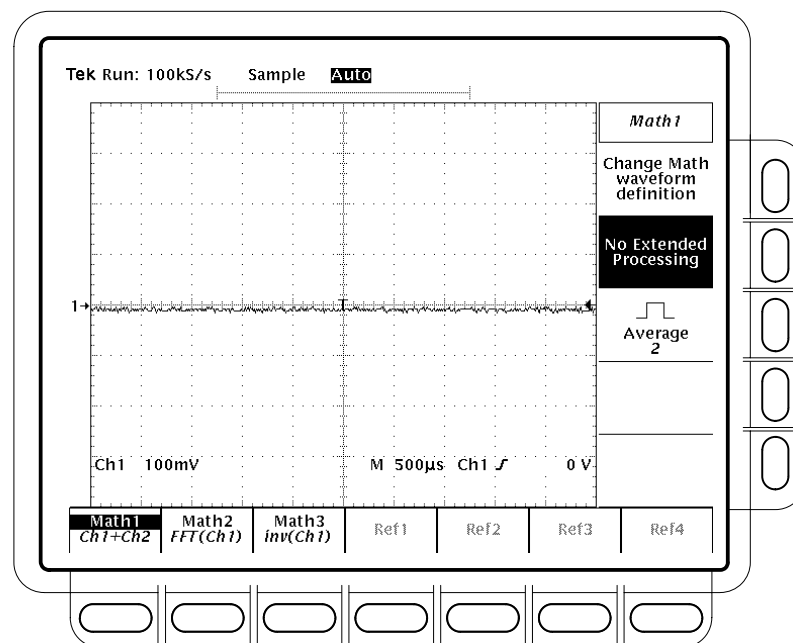 Tek Run: 100kS/s Sample Auto
Math1
Change Math
waveform
definition
No Extended
Processing
1
T
Average
2
Ch1 100mV M 500µs Ch1 0 V
Math1
Ch1+Ch2
Math2
FFT(Ch1)
Math3
inv(Ch1)
Ref1
Ref2
Ref3
Ref4